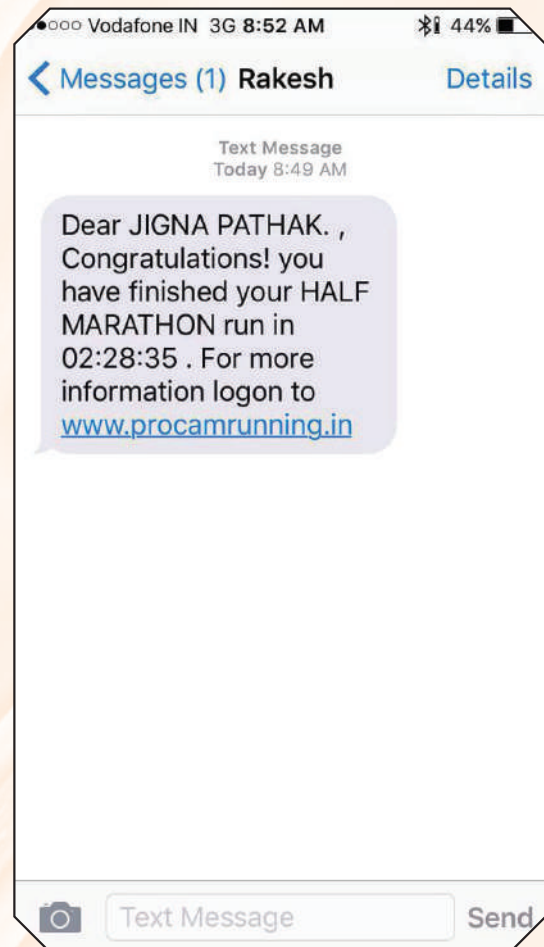 Vodafone IN 3G 8:52 AM 44%
Messages (1) Rakesh Details
Text Message
Today 8:49 AM
Dear JIGNA PATHAK. ,
Congratulations! you
have finished your HALF
MARATHON run in
02:28:35 . For more
information logon to
www.procamrunning.in
Text Message Send